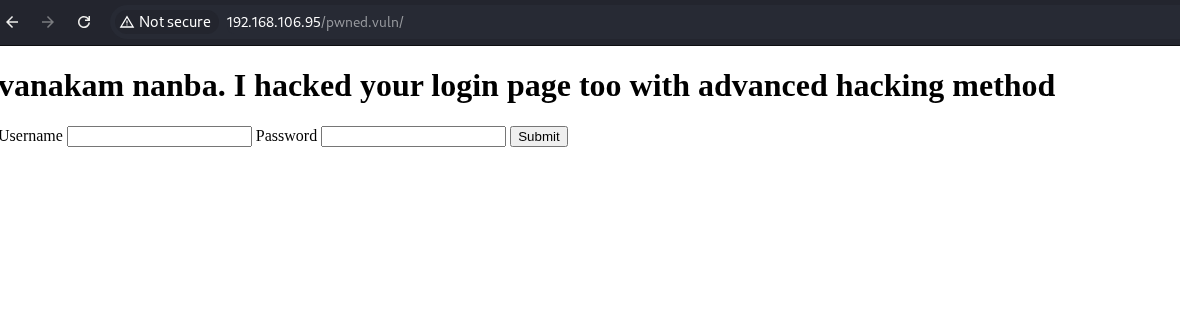 Not secure 192.168.106.95/pwned.vuln/
vanakam nanba. I hacked your login page too with advanced hacking method
Username Password Submit